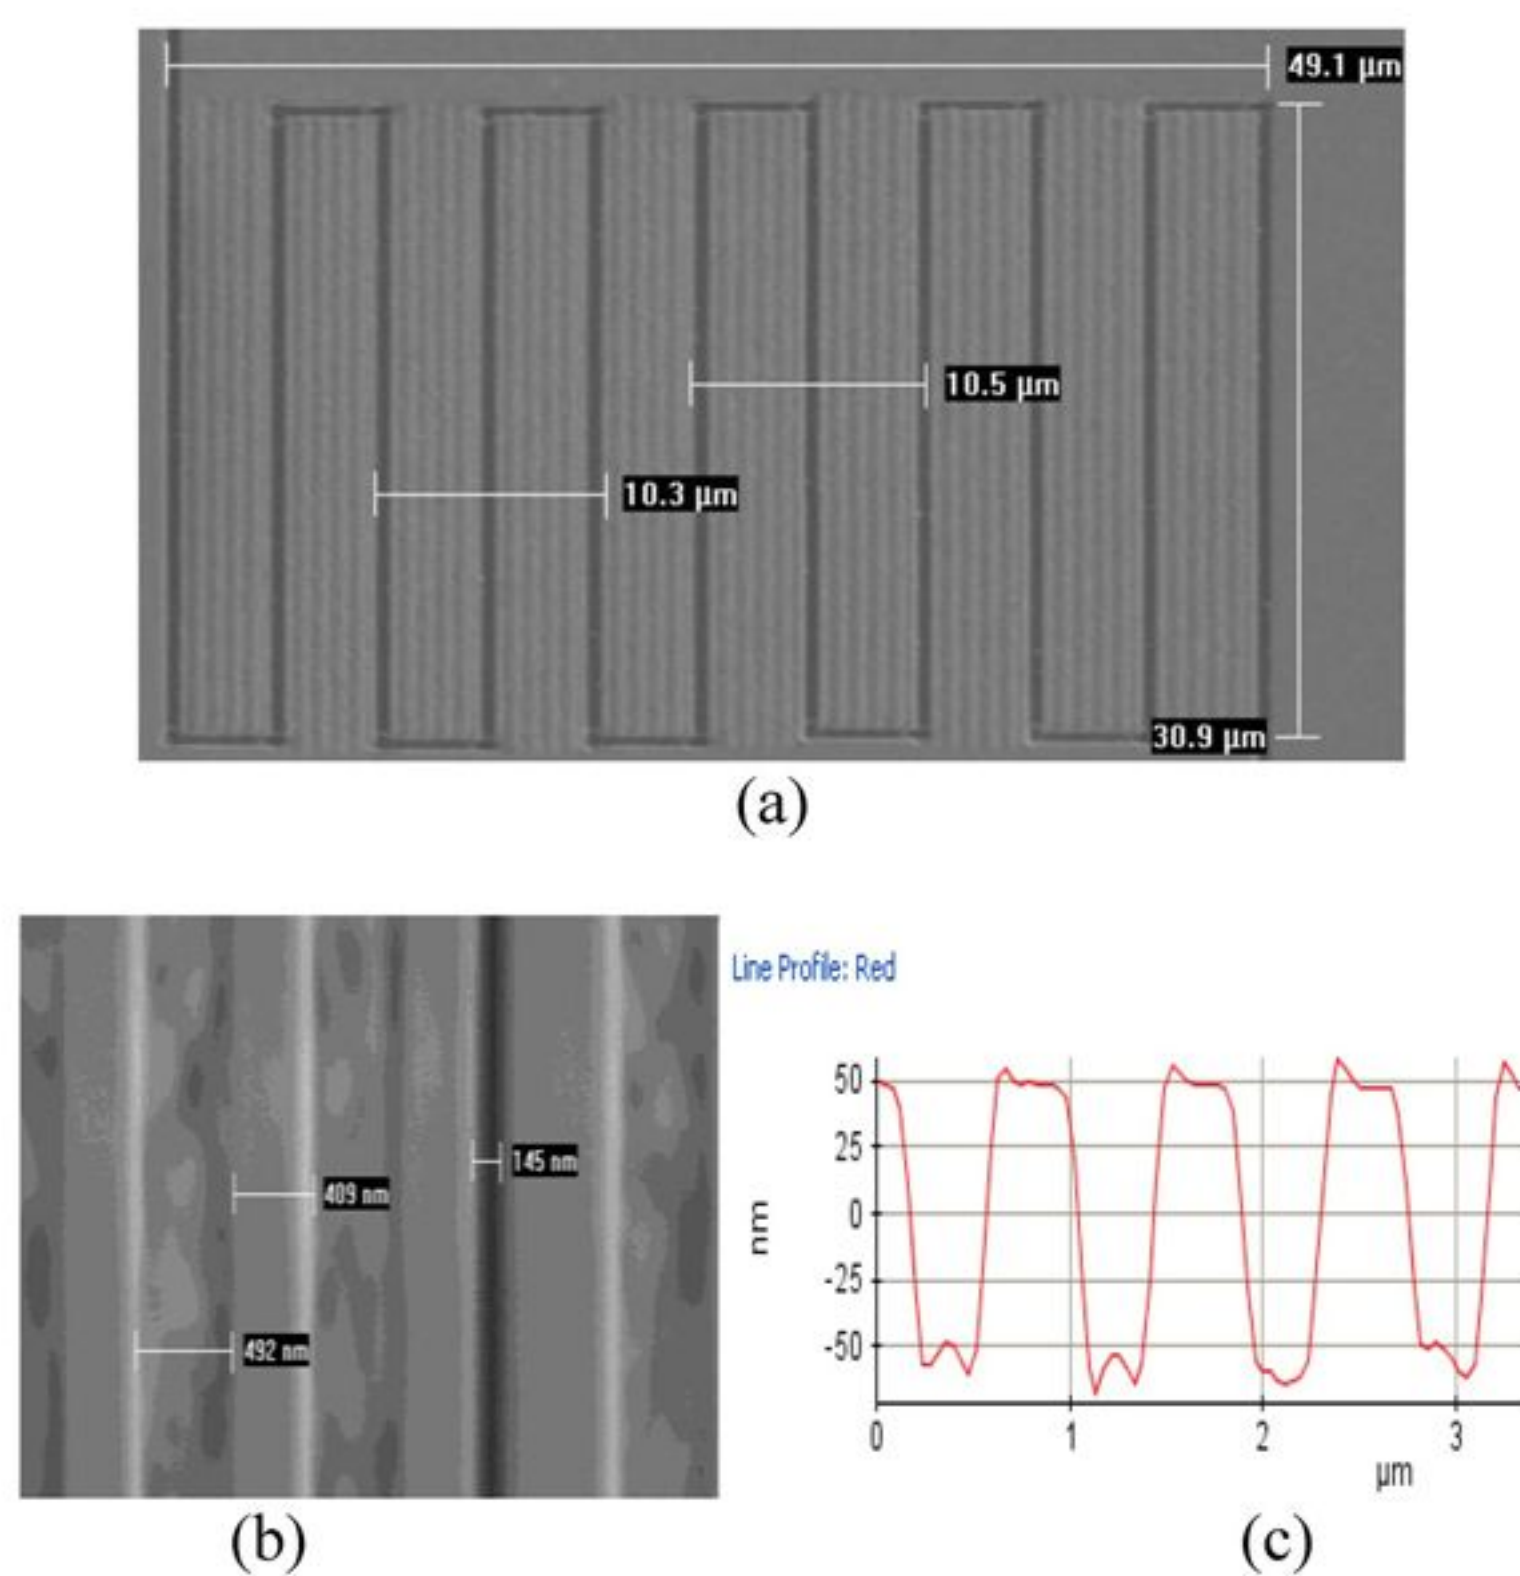 49.1 µm
10.5 µm
10.3 µm
30.9 µm
(a)
145 nm
409 nm
492 nm
(b)
Line Profile: Red
50
25
0
-25
-50
nm
0 1 2 3
µm
(c)